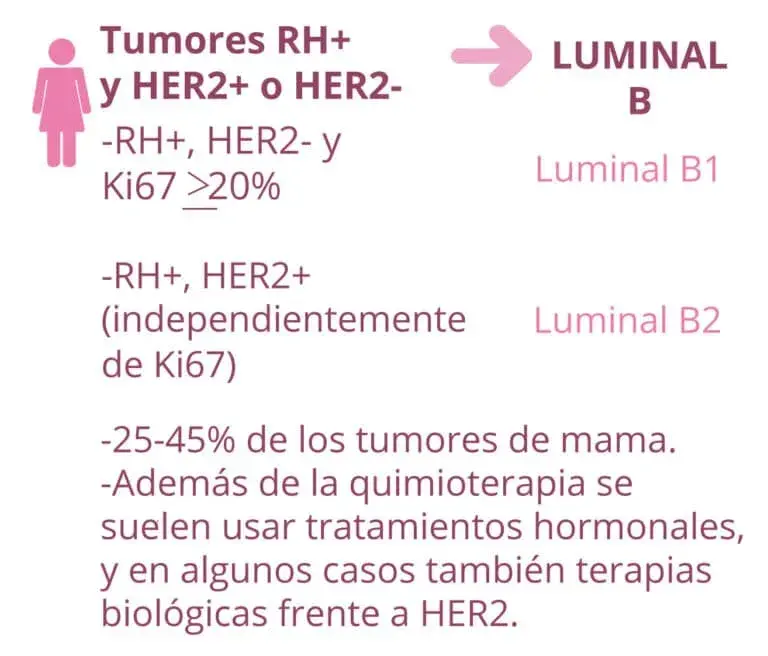 Tumores RH+
y HER2+ o HER2-
LUMINAL
B
-RH+, HER2- y
Ki67 ≥20%
Luminal B1
-RH+, HER2+
(independientemente
de Ki67)
Luminal B2
-25-45% de los tumores de mama.
-Además de la quimioterapia se
suelen usar tratamientos hormonales,
y en algunos casos también terapias
biológicas frente a HER2.